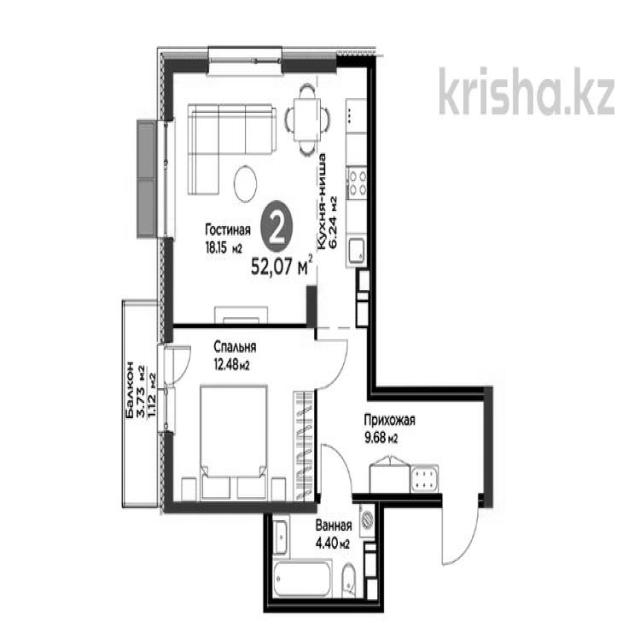 krisha.kz
Кухня-ниша
6.24 м2
Гостиная
18.15 м2
2
52,07 м²
Балкон
3.73 м2
1.12 м2
Спальня
12.48 м2
Прихожая
9.68 м2
Ванная
4.40 м2